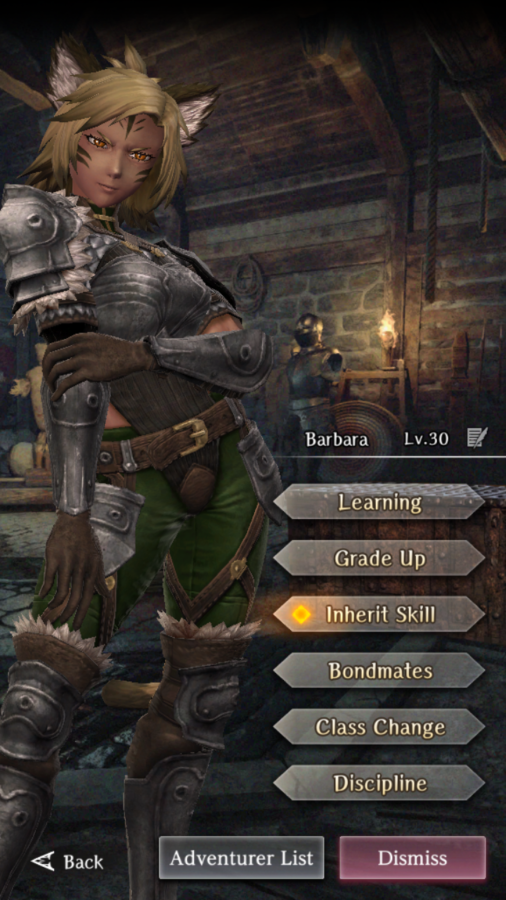 Barbara Lv.30
Learning
Grade Up
Inherit Skill
Bondmates
Class Change
Discipline
Back Adventurer List Dismiss